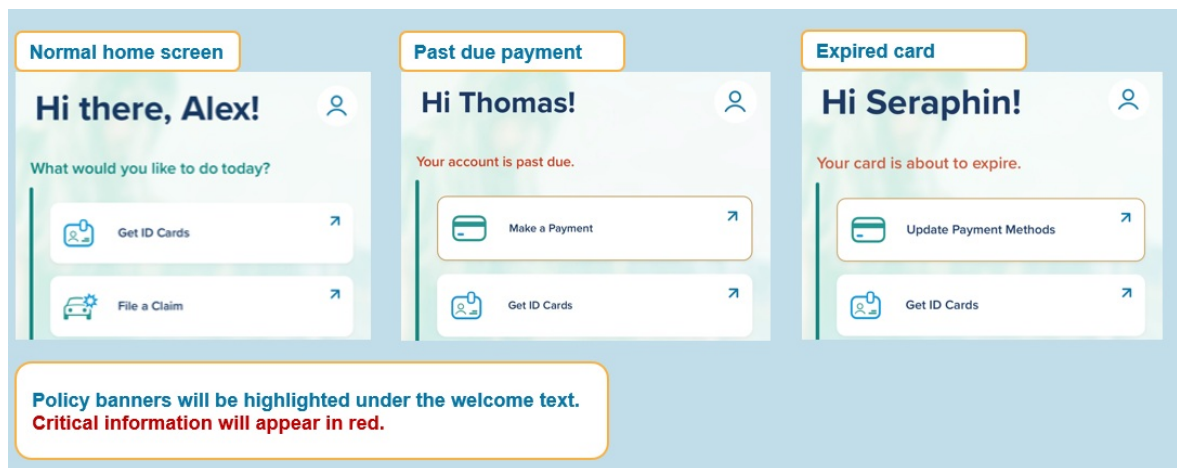 Normal home screen
Hi there, Alex!
What would you like to do today?
Get ID Cards
File a Claim
Past due payment
Hi Thomas!
Your account is past due.
Make a Payment
Get ID Cards
Expired card
Hi Seraphin!
Your card is about to expire.
Update Payment Methods
Get ID Cards
Policy banners will be highlighted under the welcome text.
Critical information will appear in red.